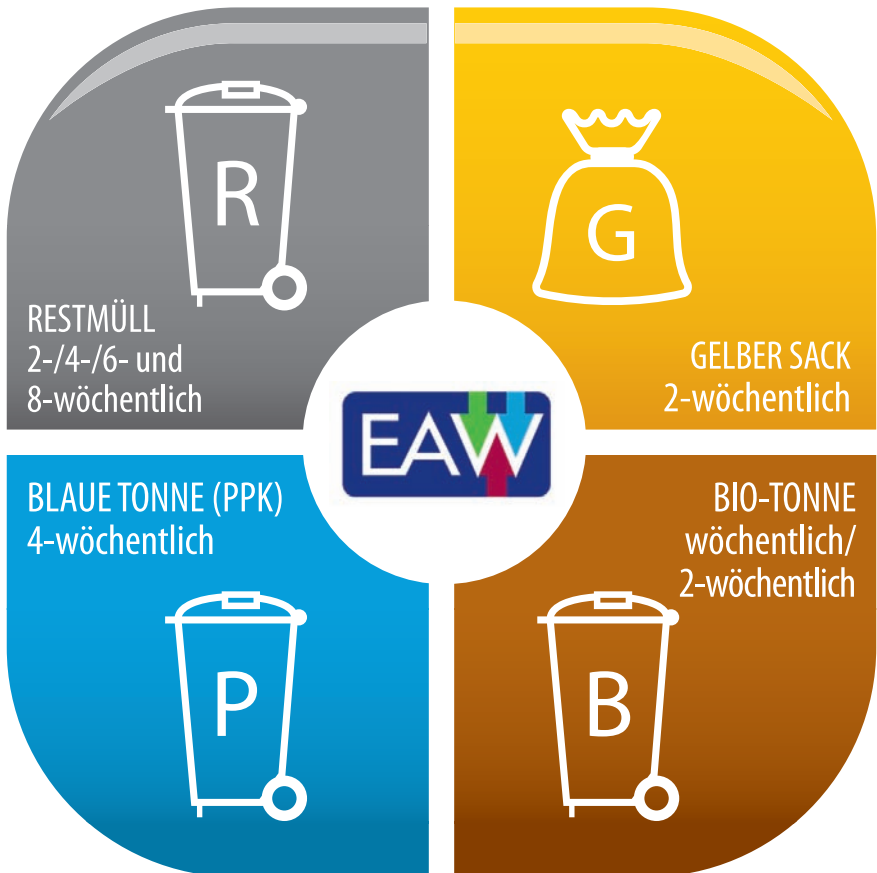 R
RESTMÜLL
2-/4-/6- und
8-wöchentlich
G
GELBER SACK
2-wöchentlich
EAW
BLAUE TONNE (PPK)
4-wöchentlich
P
BIO-TONNE
wöchentlich/
2-wöchentlich
B